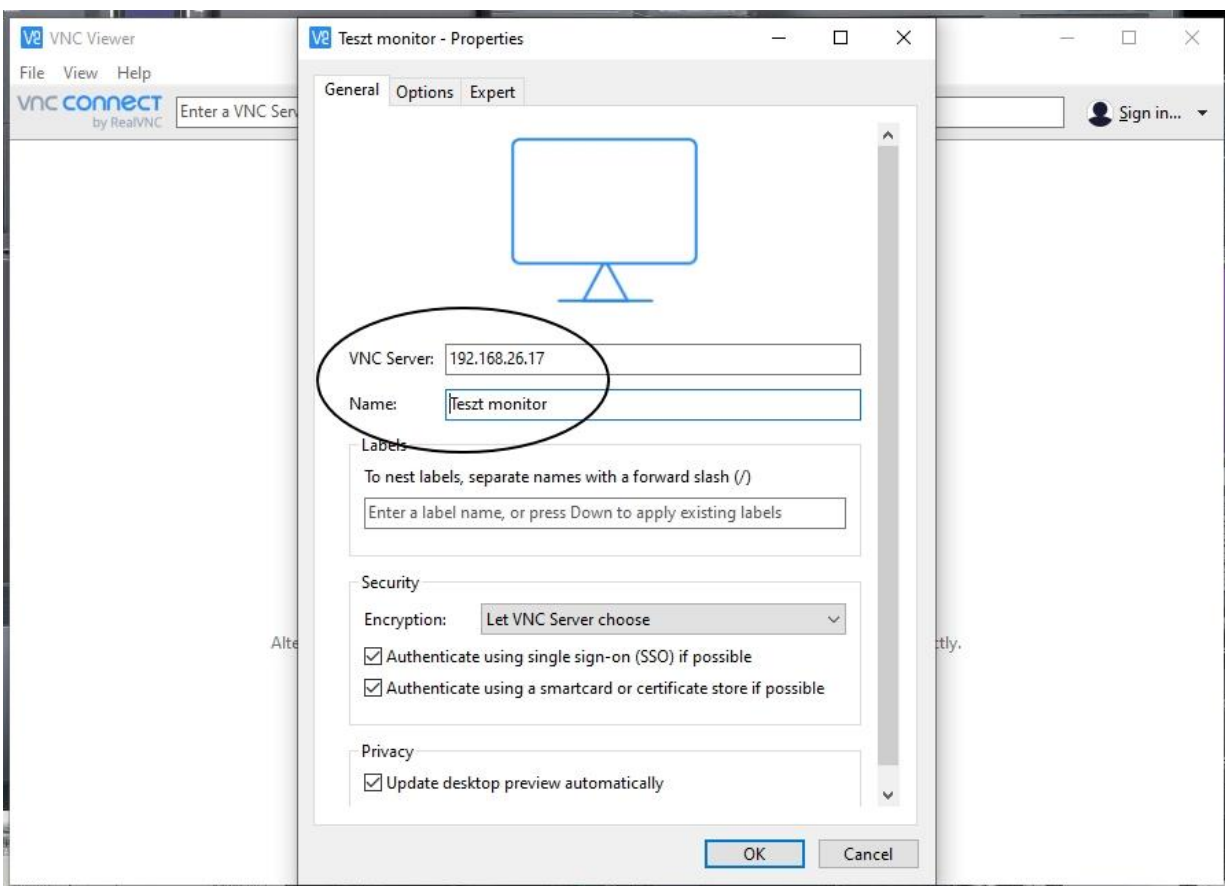 VNC Viewer
File View Help
vnc connect
by RealVNC
Enter a VNC Serv
Sign in...
Teszt monitor - Properties
General Options Expert
VNC Server: 192.168.26.17
Name: Teszt monitor
Labels
To nest labels, separate names with a forward slash (/)
Enter a label name, or press Down to apply existing labels
Security
Encryption: Let VNC Server choose
Authenticate using single sign-on (SSO) if possible
Authenticate using a smartcard or certificate store if possible
Privacy
Update desktop preview automatically
OK Cancel
Alte
ctly.